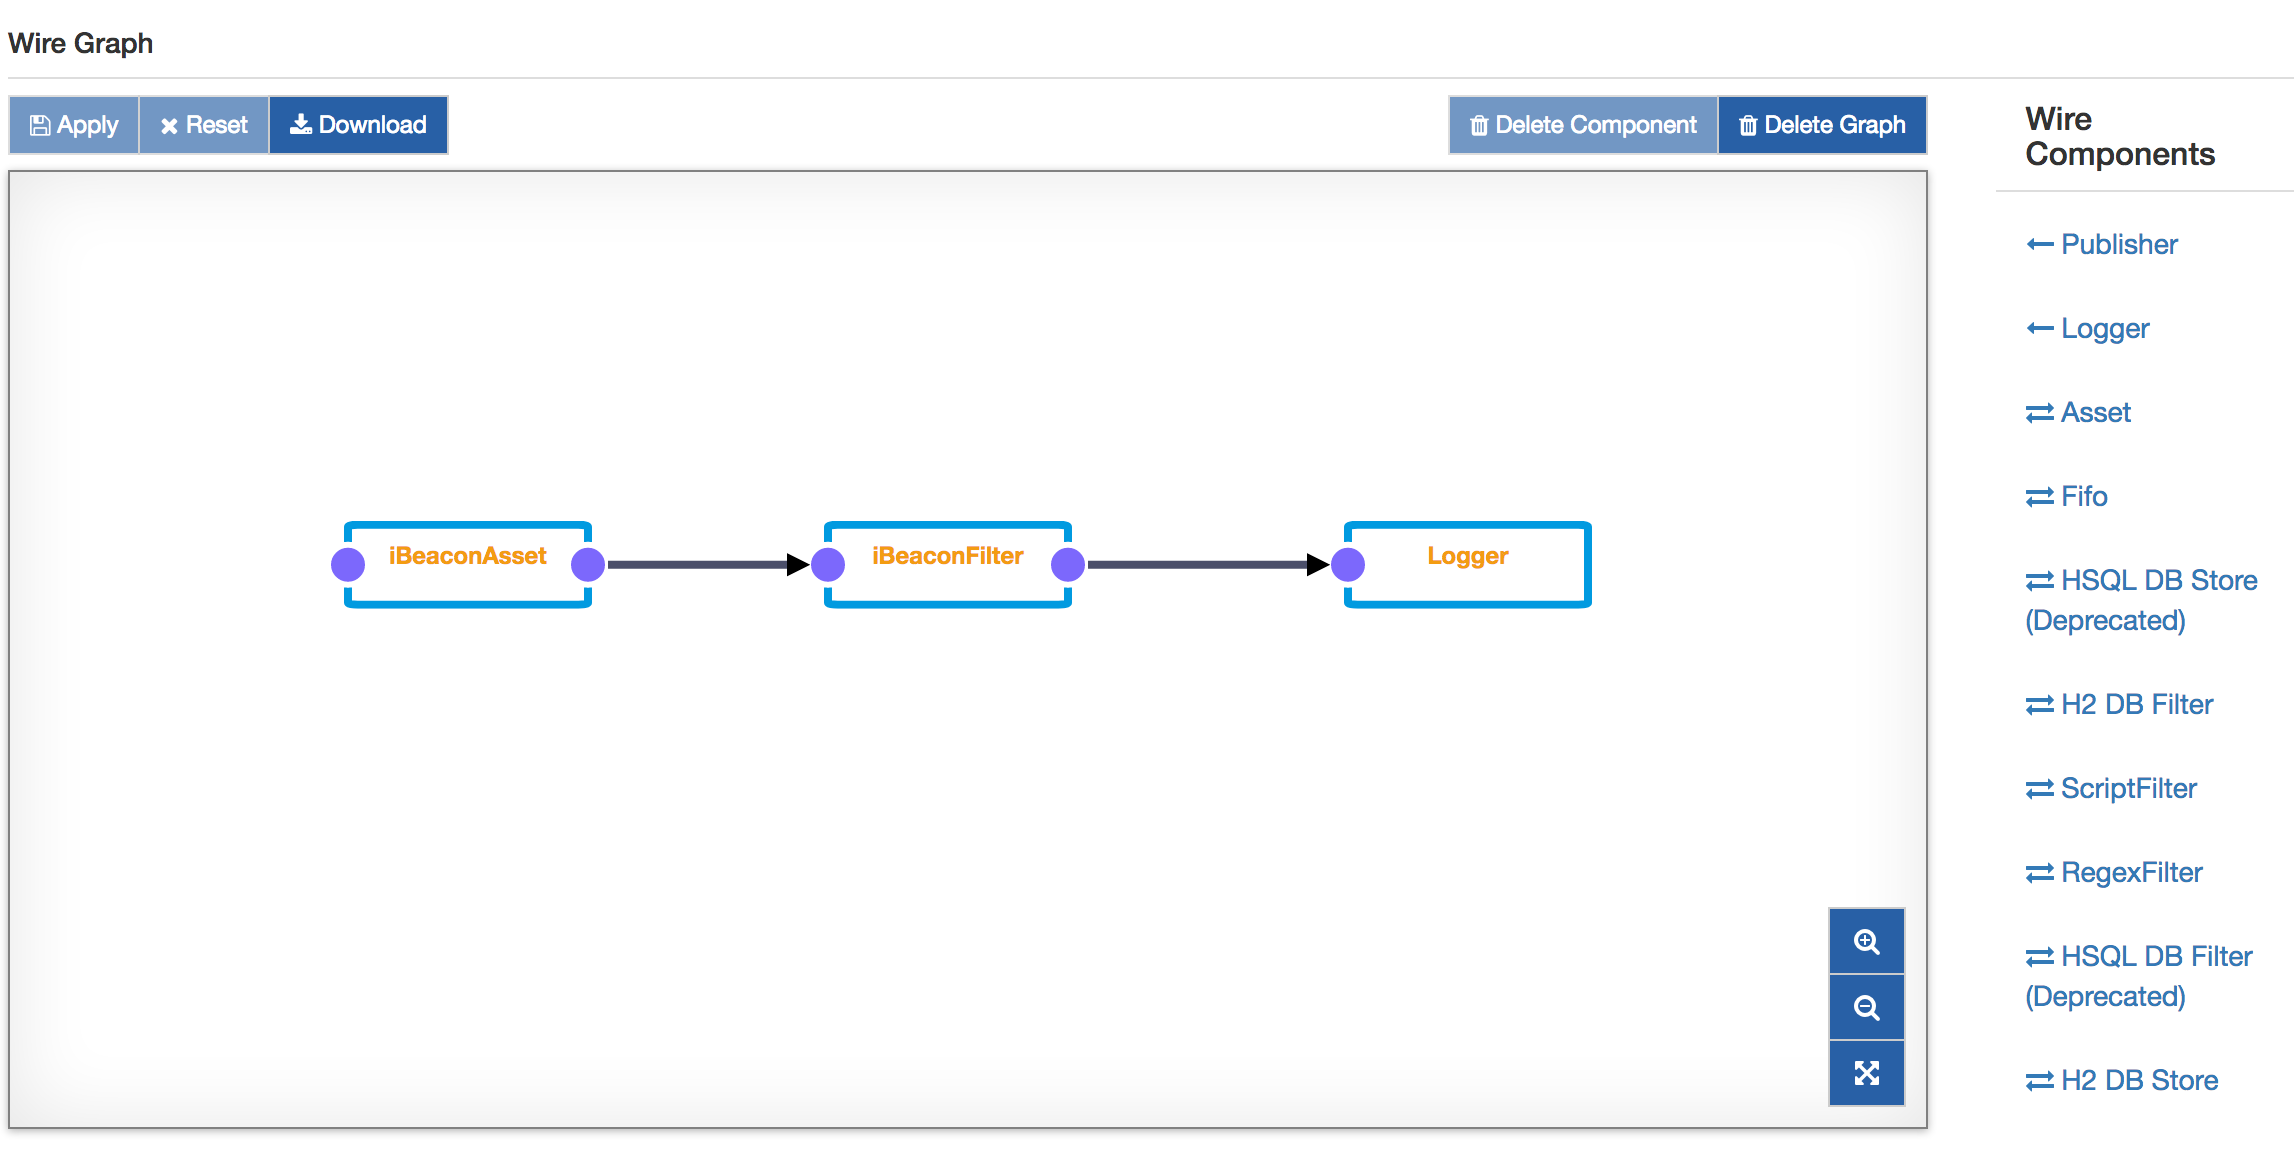 Wire Graph
Apply
Reset
Download
Delete Component
Delete Graph
iBeaconAsset
iBeaconFilter
Logger
Wire
Components
Publisher
Logger
Asset
Fifo
HSQL DB Store
(Deprecated)
H2 DB Filter
ScriptFilter
RegexFilter
HSQL DB Filter
(Deprecated)
H2 DB Store